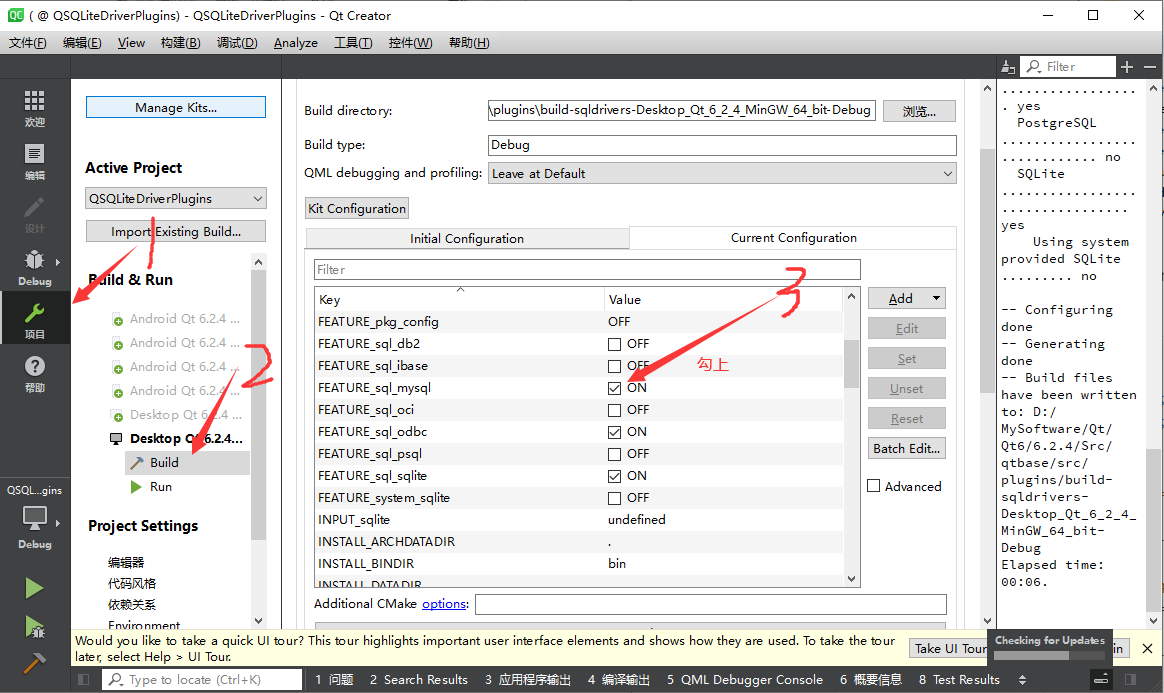 ( @ QSQLiteDriverPlugins) - QSQLiteDriverPlugins - Qt Creator
文件(F) 编辑(E) View 构建(B) 调试(D) Analyze 工具(T) 控件(W) 帮助(H)
欢迎
编辑
设计
Debug
项目
帮助
QSQL...gins
Debug
Manage Kits...
Active Project
QSQLiteDriverPlugins
Import Existing Build...
1
Build & Run
Android Qt 6.2.4 ...
Android Qt 6.2.4 ...
Android Qt 6.2.4 ...
Android Qt 6.2.4 ...
Desktop Qt 6.2.4 ...
Desktop Qt 6.2.4...
2
Build
Run
Project Settings
编辑器
代码风格
依赖关系
Environment
Build directory: \plugins\build-sqldrivers-Desktop_Qt_6_2_4_MinGW_64_bit-Debug 浏览...
Build type: Debug
QML debugging and profiling: Leave at Default
Kit Configuration
Initial Configuration Current Configuration
Filter
3
Key Value
FEATURE_pkg_config OFF
FEATURE_sql_db2 OFF
FEATURE_sql_ibase OFF
勾上
FEATURE_sql_mysql ON
FEATURE_sql_oci OFF
FEATURE_sql_odbc ON
FEATURE_sql_psql OFF
FEATURE_sql_sqlite ON
FEATURE_system_sqlite OFF
INPUT_sqlite undefined
INSTALL_ARCHDATADIR .
INSTALL_BINDIR bin
INSTALL_DATADIR
Add
Edit
Set
Unset
Reset
Batch Edit...
Advanced
Additional CMake options:
Filter
................
. yes
PostgreSQL
................
............ no
SQLite
................
................
yes
Using system
provided SQLite
......... no
-- Configuring
done
-- Generating
done
-- Build files
have been written
to: D:/
MySoftware/Qt/
Qt6/6.2.4/Src/
qtbase/src/
plugins/build-
sqldrivers-
Desktop_Qt_6_2_4_
MinGW_64_bit-
Debug
Elapsed time:
00:06.
Would you like to take a quick UI tour? This tour highlights important user interface elements and shows how they are used. To take the tour
later, select Help > UI Tour.
Take UI Tour
Checking for Updates
Type to locate (Ctrl+K) 1 问题 2 Search Results 3 应用程序输出 4 编译输出 5 QML Debugger Console 6 概要信息 8 Test Results